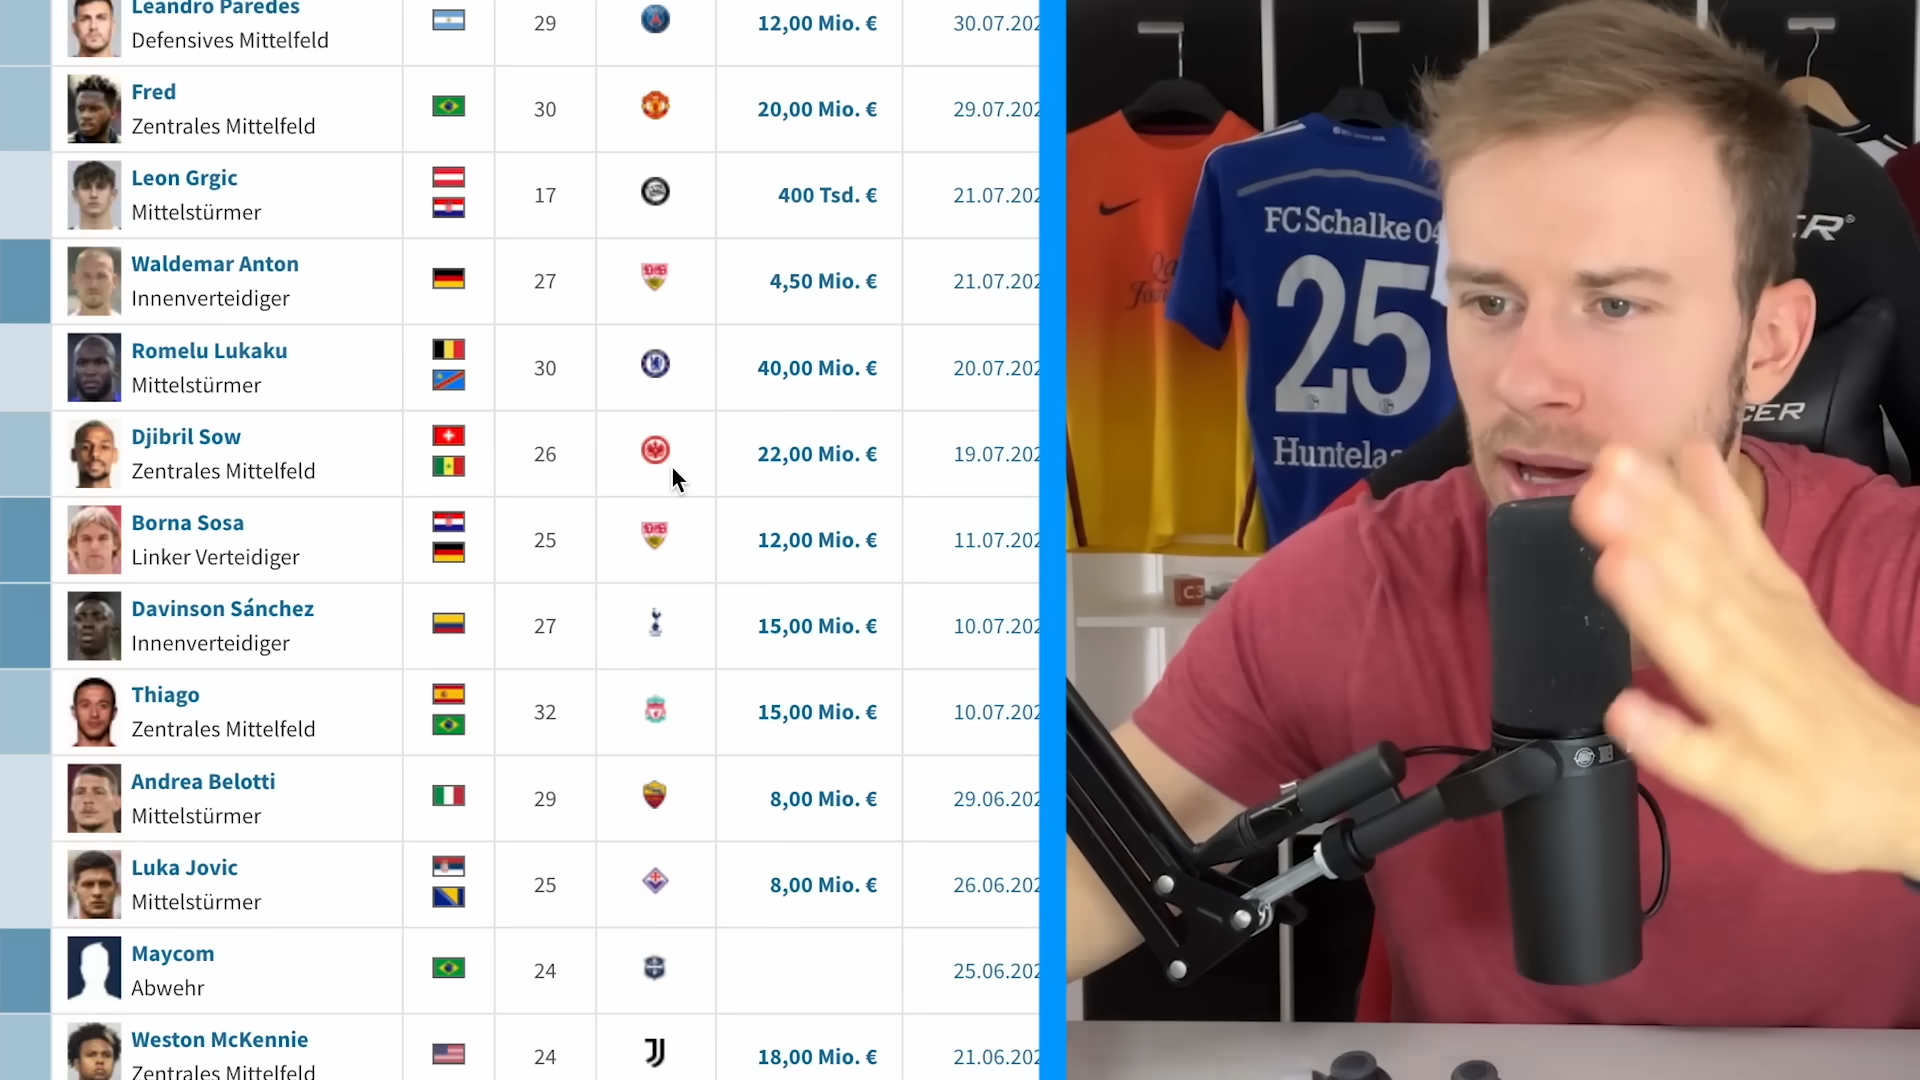 Leandro Paredes
Defensives Mittelfeld
29
12,00 Mio. €
30.07.202
Fred
Zentrales Mittelfeld
30
20,00 Mio. €
29.07.202
Leon Grgic
Mittelstürmer
17
400 Tsd. €
21.07.202
Waldemar Anton
Innenverteidiger
27
4,50 Mio. €
21.07.202
Romelu Lukaku
Mittelstürmer
30
40,00 Mio. €
20.07.202
Djibril Sow
Zentrales Mittelfeld
26
22,00 Mio. €
19.07.202
Borna Sosa
Linker Verteidiger
25
12,00 Mio. €
11.07.202
Davinson Sánchez
Innenverteidiger
27
15,00 Mio. €
10.07.202
Thiago
Zentrales Mittelfeld
32
15,00 Mio. €
10.07.202
Andrea Belotti
Mittelstürmer
29
8,00 Mio. €
29.06.202
Luka Jovic
Mittelstürmer
25
8,00 Mio. €
26.06.202
Maycom
Abwehr
24
25.06.202
Weston McKennie
Zentrales Mittelfeld
24
18,00 Mio. €
21.06.202
FC Schalke 04
25
Huntelaa
R®
CER
C3